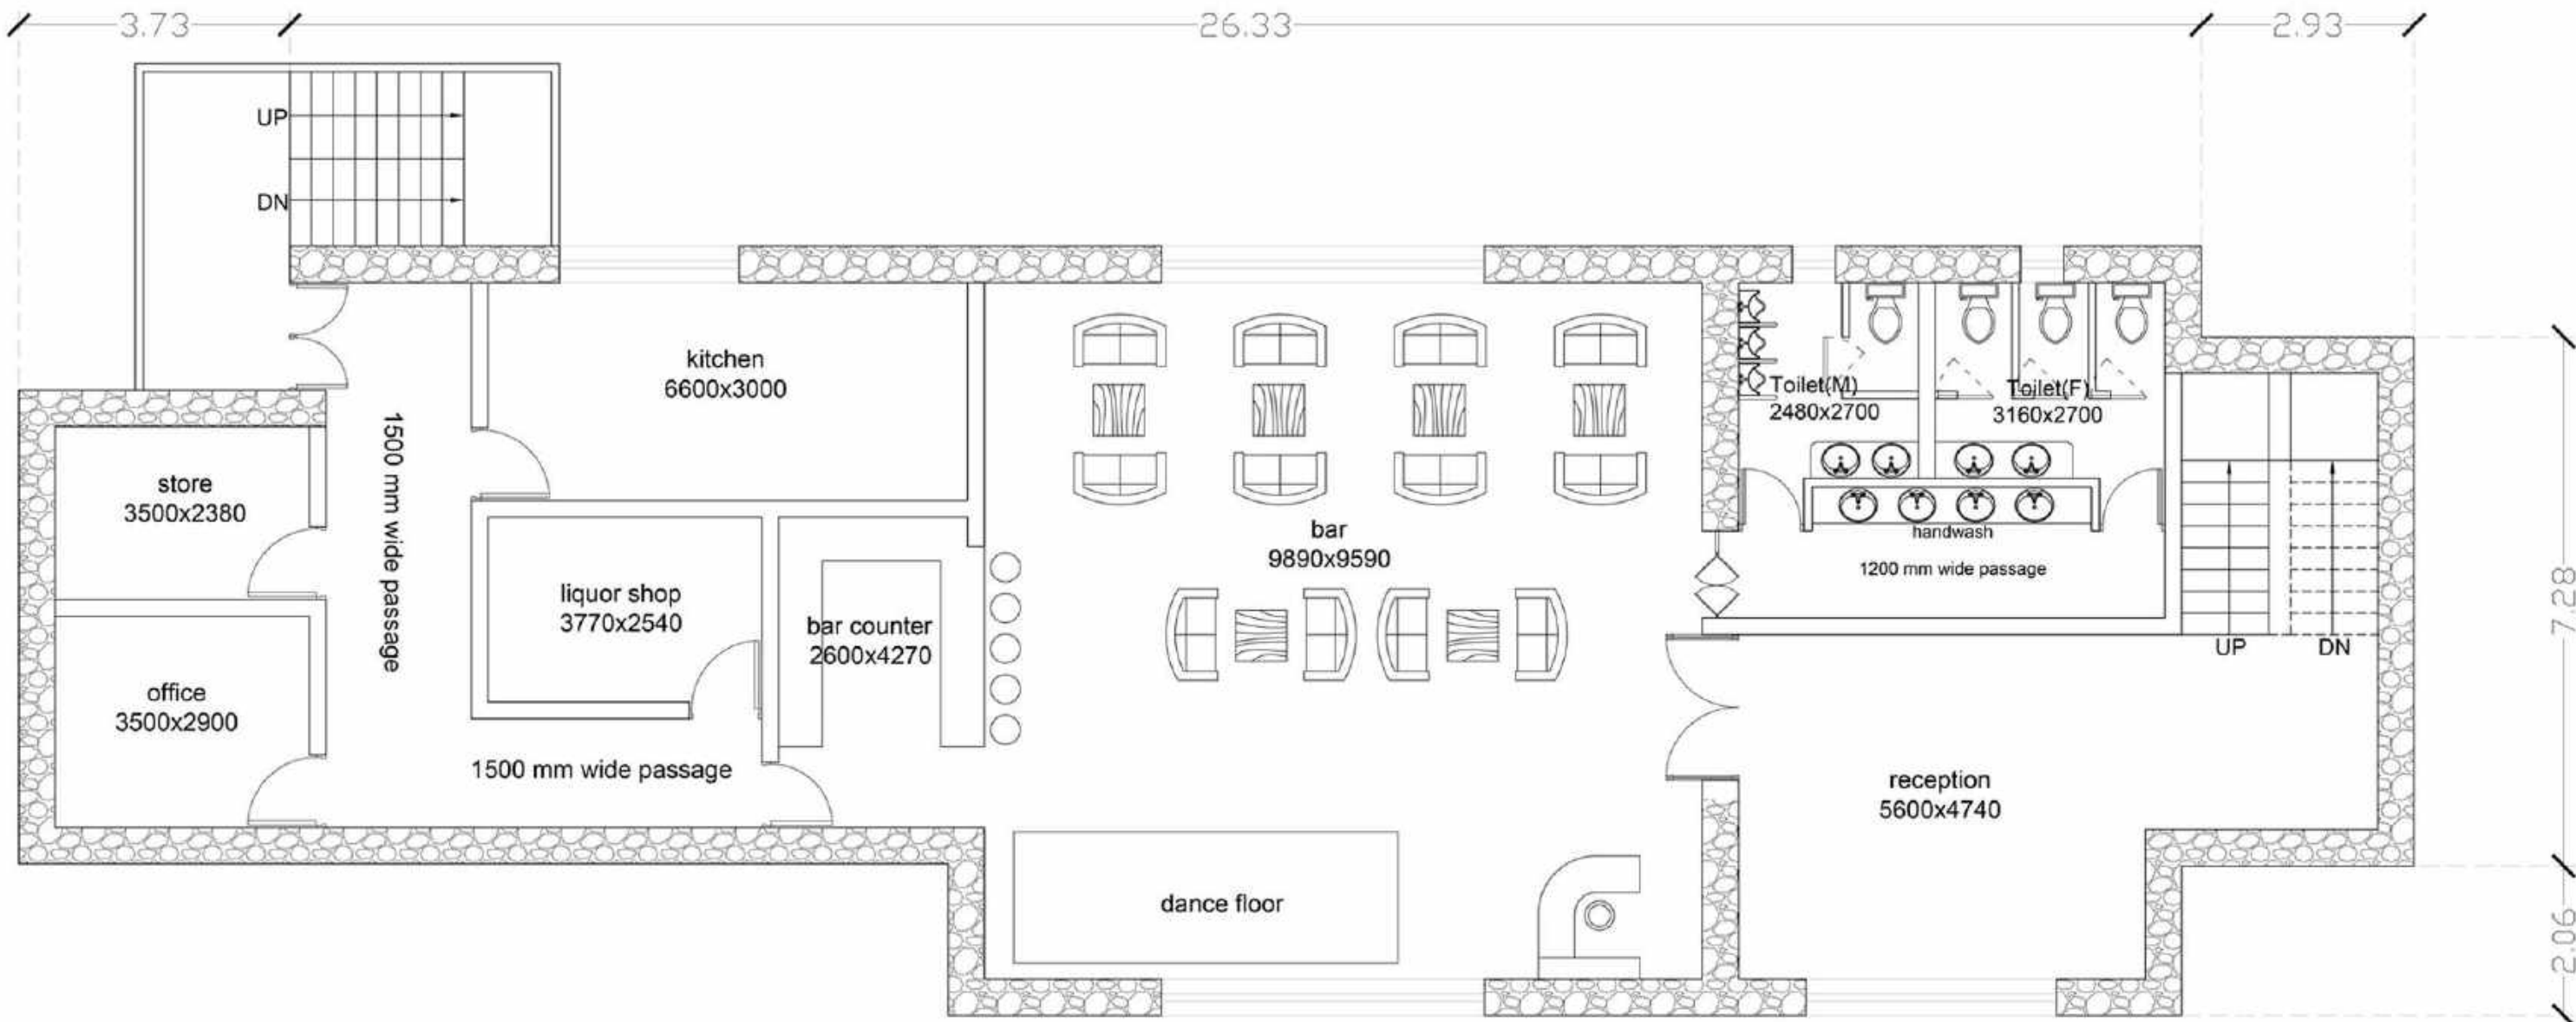 3.73
26.33
2.93
UP
DN
kitchen
6600x3000
1500 mm wide passage
store
3500x2380
office
3500x2900
liquor shop
3770x2540
bar counter
2600x4270
1500 mm wide passage
bar
9890x9590
dance floor
Toilet(M)
2480x2700
Toilet(F)
3160x2700
handwash
1200 mm wide passage
UP
DN
reception
5600x4740
7.28
2.06